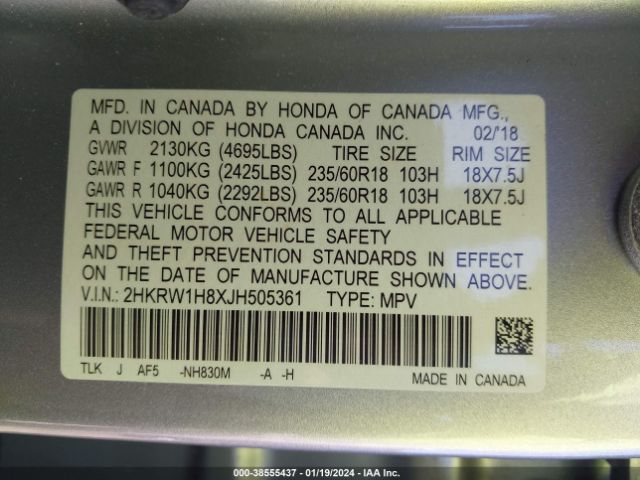 MFD. IN CANADA BY HONDA OF CANADA MFG.,
A DIVISION OF HONDA CANADA INC. 02/'18
GVWR 2130KG (4695LBS) TIRE SIZE RIM SIZE
GAWR F 1100KG (2425LBS) 235/60R18 103H 18X7.5J
GAWR R 1040KG (2292LBS) 235/60R18 103H 18X7.5J
THIS VEHICLE CONFORMS TO ALL APPLICABLE
FEDERAL MOTOR VEHICLE SAFETY
AND THEFT PREVENTION STANDARDS IN EFFECT
ON THE DATE OF MANUFACTURE SHOWN ABOVE.
V.I.N.: 2HKRW1H8XJH505361 TYPE: MPV
TLK J AF5 -NH830M -A -H MADE IN CANADA
000-38555437 - 01/19/2024 - IAA Inc.